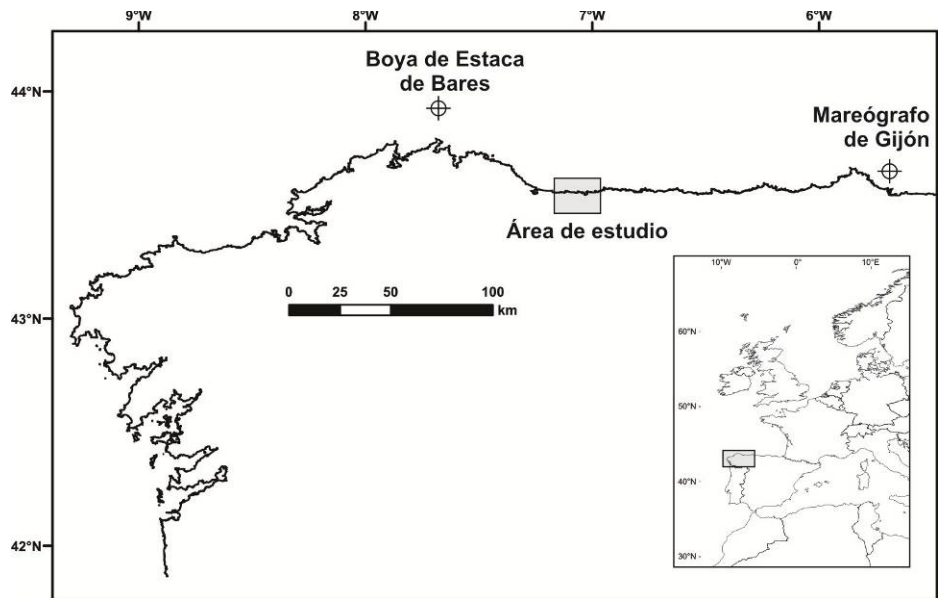 9°W 8°W 7°W 6°W
44°N
43°N
42°N
Boya de Estaca
de Bares
Mareógrafo
de Gijón
Área de estudio
0 25 50 100
km
10°W 0° 10°E
60°N
50°N
40°N
30°N